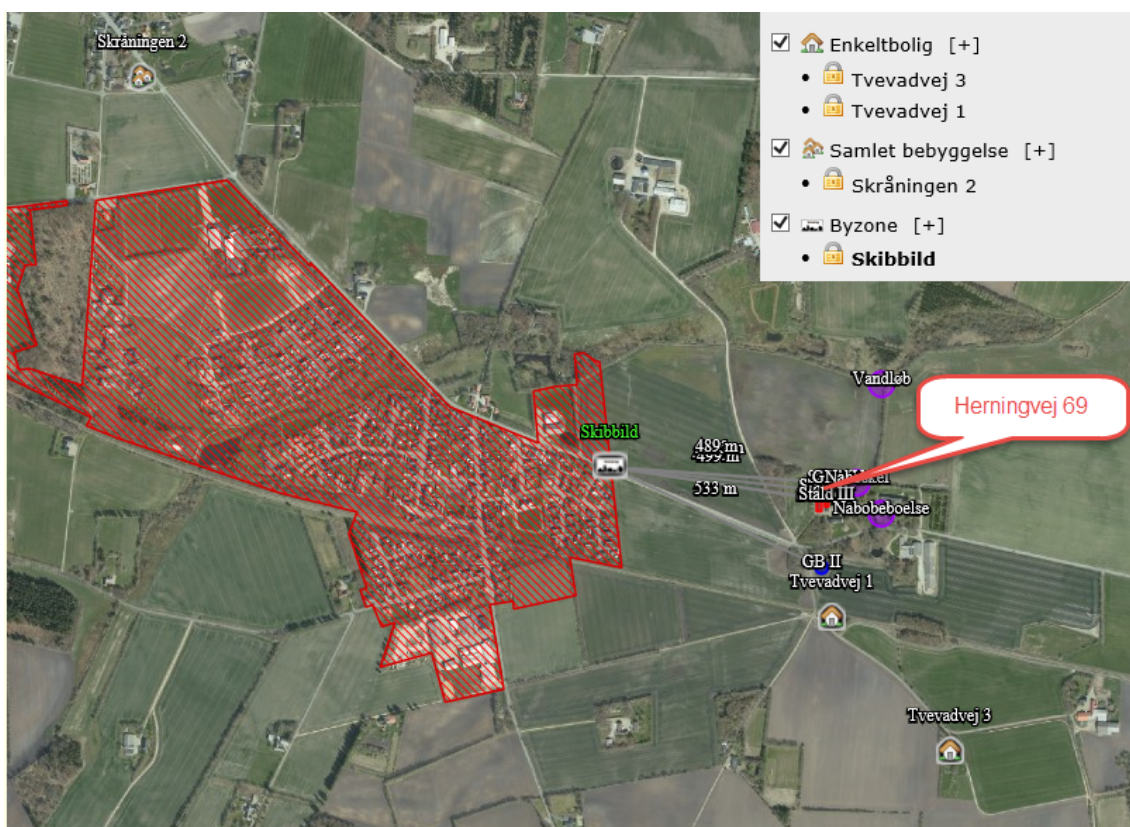 Skråningen 2
Enkeltbolig [+]
Tvevadvej 3
Tvevadvej 1
Samlet bebyggelse [+]
Skråningen 2
Byzone [+]
Skibbild
Vandløb
Herningvej 69
Skibbild
489 m
533 m
Stald III
Nabobeboelse
GB II
Tvevadvej 1
Tvevadvej 3